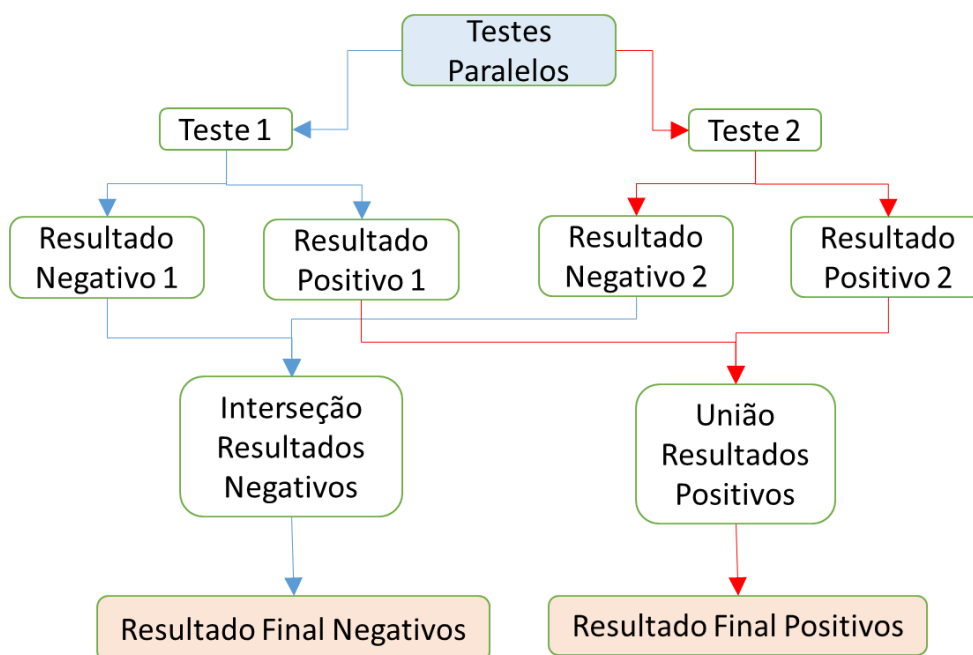 Testes
Paralelos
Teste 1
Teste 2
Resultado
Negativo 1
Resultado
Positivo 1
Resultado
Negativo 2
Resultado
Positivo 2
Interseção
Resultados
Negativos
União
Resultados
Positivos
Resultado Final Negativos
Resultado Final Positivos